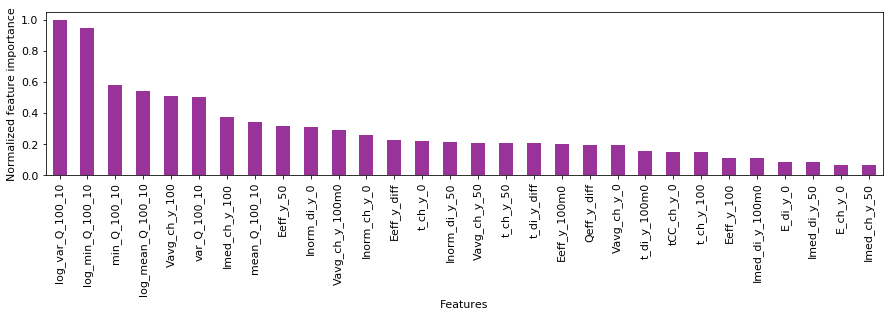 Normalized feature importance
1.0
0.8
0.6
0.4
0.2
0.0
log_var_Q_100_10
log_min_Q_100_10
min_Q_100_10
log_mean_Q_100_10
Vavg_ch_y_100
var_Q_100_10
Imed_ch_y_100
mean_Q_100_10
Eeff_y_50
Inorm_di_y_0
Vavg_ch_y_100m0
Inorm_ch_y_0
Eeff_y_diff
t_ch_y_0
Inorm_di_y_50
Vavg_ch_y_50
t_ch_y_50
t_di_y_diff
Eeff_y_100m0
Qeff_y_diff
Vavg_ch_y_0
t_di_y_100m0
tCC_ch_y_0
t_ch_y_100
Eeff_y_100
Imed_di_y_100m0
E_di_y_0
Imed_di_y_50
E_ch_y_0
Imed_ch_y_50
Features